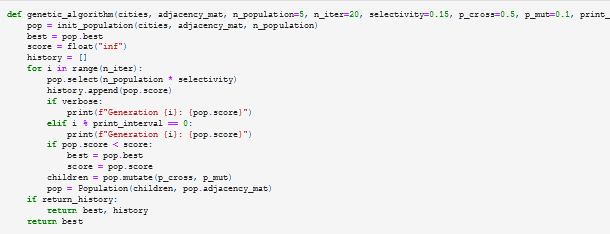 def genetic_algorithm(cities, adjacency_mat, n_population=5, n_iter=20, selectivity=0.15, p_cross=0.5, p_mut=0.1, print_
    pop = init_population(cities, adjacency_mat, n_population)
    best = pop.best
    score = float("inf")
    history = []
    for i in range(n_iter):
        pop.select(n_population * selectivity)
        history.append(pop.score)
        if verbose:
            print(f"Generation {i}: {pop.score}")
        elif i % print_interval == 0:
            print(f"Generation {i}: {pop.score}")
        if pop.score < score:
            best = pop.best
            score = pop.score
        children = pop.mutate(p_cross, p_mut)
        pop = Population(children, pop.adjacency_mat)
    if return_history:
        return best, history
    return best